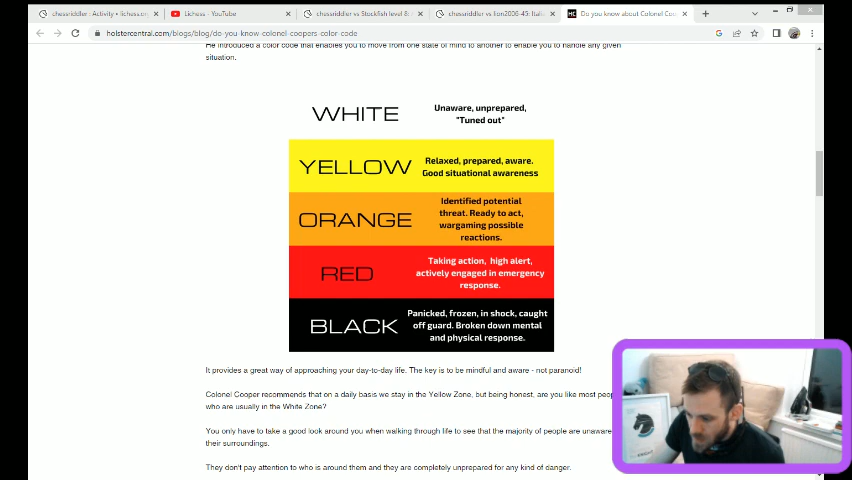 chessriddler : Activity • lichess.org
Lichess - YouTube
chessriddler vs Stockfish level 8:
chessriddler vs lion2006-45: Ital
Do you know about Colonel Coo
holstercentral.com/blogs/blog/do-you-know-colonel-coopers-color-code
He introduced a color code that enables you to move from one state of mind to another to enable you to handle any given
situation.
WHITE
Unaware, unprepared,
"Tuned out"
YELLOW
Relaxed, prepared, aware.
Good situational awareness
ORANGE
Identified potential
threat. Ready to act,
wargaming possible
reactions.
RED
Taking action, high alert,
actively engaged in emergency
response.
BLACK
Panicked, frozen, in shock, caught
off guard. Broken down mental
and physical response.
It provides a great way of approaching your day-to-day life. The key is to be mindful and aware - not paranoid!
Colonel Cooper recommends that on a daily basis we stay in the Yellow Zone, but being honest, are you like most peop
who are usually in the White Zone?
You only have to take a good look around you when walking through life to see that the majority of people are unaware
their surroundings.
They don't pay attention to who is around them and they are completely unprepared for any kind of danger.